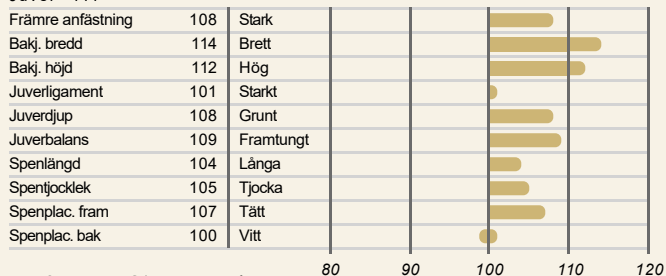 Främre anfästning 108 Stark
Bakj. bredd 114 Brett
Bakj. höjd 112 Hög
Juverligament 101 Starkt
Juverdjup 108 Grunt
Juverbalans 109 Framtungt
Spenlängd 104 Långa
Spentjocklek 105 Tjocka
Spenplac. fram 107 Tätt
Spenplac. bak 100 Vitt
80 90 100 110 120